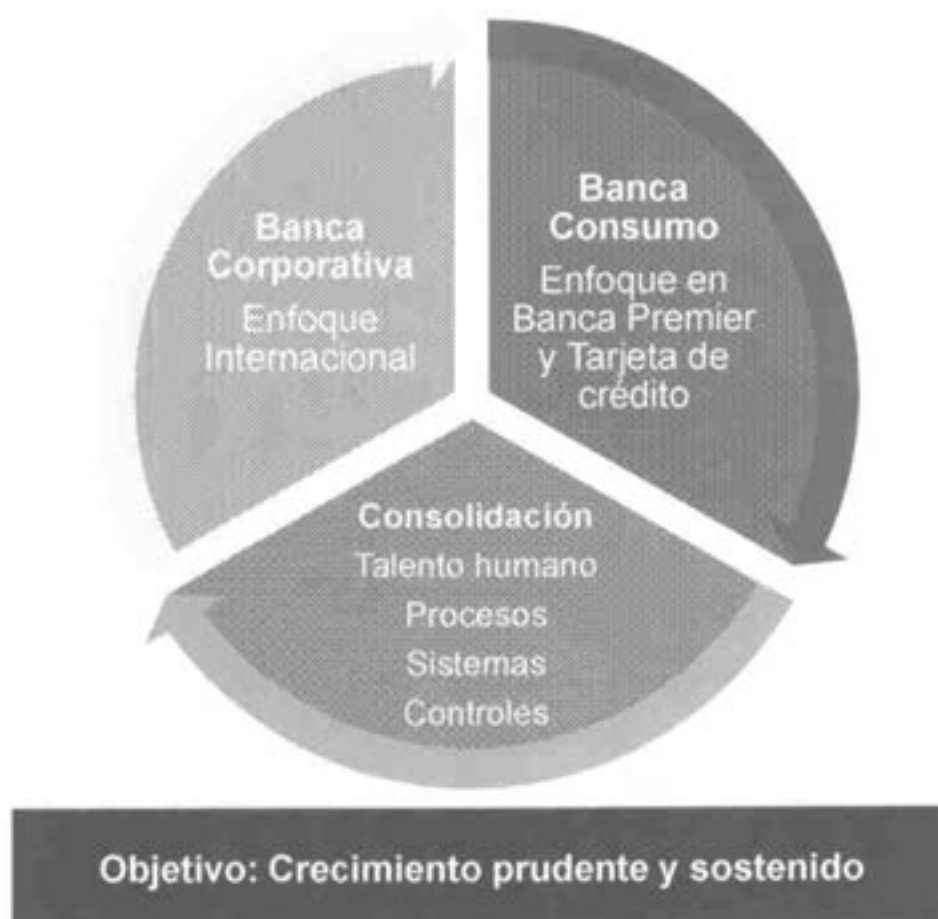 Banca
Corporativa
Enfoque
Internacional
Banca
Consumo
Enfoque en
Banca Premier
y Tarjeta de
crédito
Consolidación
Talento humano
Procesos
Sistemas
Controles
Objetivo: Crecimiento prudente y sostenido